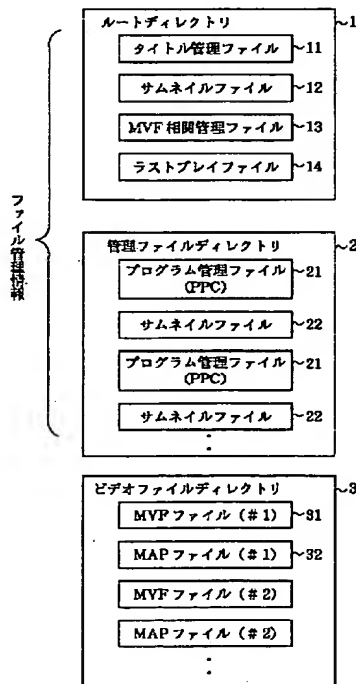 ルートディレクトリ ~1
タイトル管理ファイル ~11
サムネイルファイル ~12
MVF 相関管理ファイル ~13
ラストプレイファイル ~14
ファイル管理情報
管理ファイルディレクトリ ~2
プログラム管理ファイル ~21
(PPC)
サムネイルファイル ~22
プログラム管理ファイル ~21
(PPC)
サムネイルファイル ~22
:
ビデオファイルディレクトリ ~3
MVF ファイル (#1) ~31
MAP ファイル (#1) ~32
MVF ファイル (#2)
MAP ファイル (#2)
: